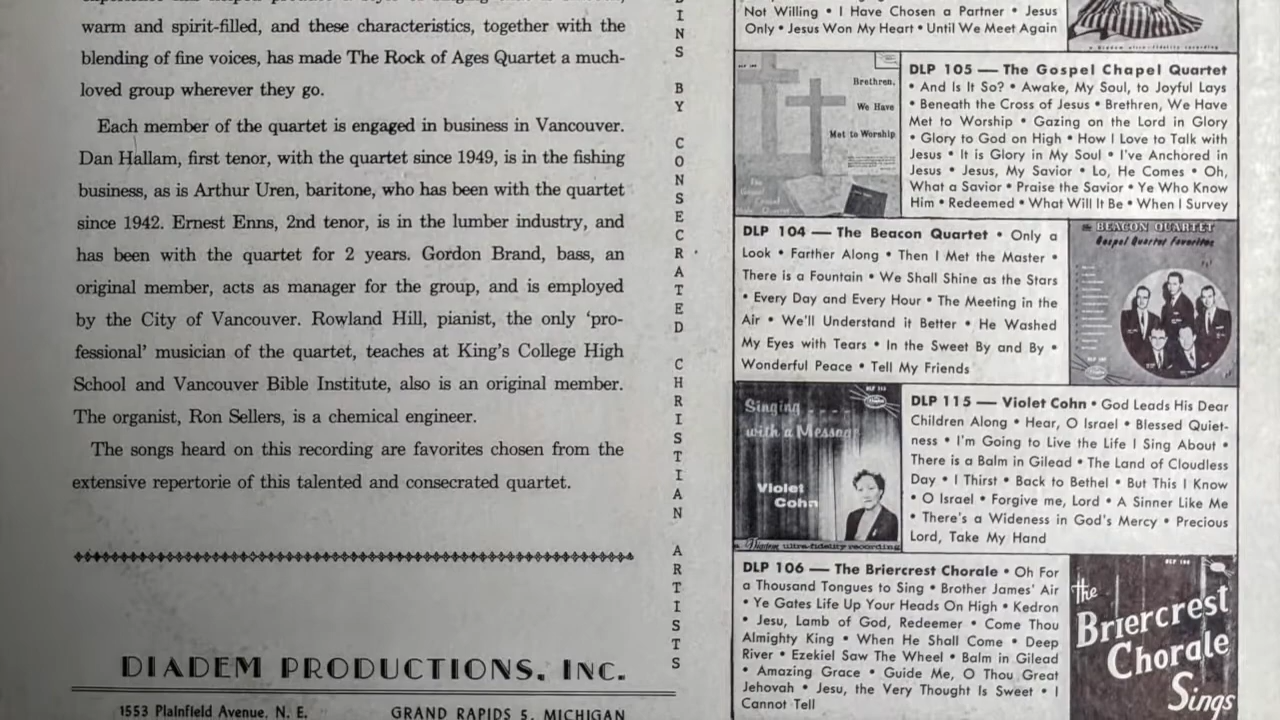 warm and spirit-filled, and these characteristics, together with the
blending of fine voices, has made The Rock of Ages Quartet a much-
loved group wherever they go.
Each member of the quartet is engaged in business in Vancouver.
Dan Hallam, first tenor, with the quartet since 1949, is in the fishing
business, as is Arthur Uren, baritone, who has been with the quartet
since 1942. Ernest Enns, 2nd tenor, is in the lumber industry, and
has been with the quartet for 2 years. Gordon Brand, bass, an
original member, acts as manager for the group, and is employed
by the City of Vancouver. Rowland Hill, pianist, the only ‘pro-
fessional’ musician of the quartet, teaches at King's College High
School and Vancouver Bible Institute, also is an original member.
The organist, Ron Sellers, is a chemical engineer.
The songs heard on this recording are favorites chosen from the
extensive repertorie of this talented and consecrated quartet.
DIADEM PRODUCTIONS, INC.
1553 Plainfield Avenue, N. E. GRAND RAPIDS 5, MICHIGAN
INS BY CONSECRATED CHRISTIAN ARTISTS
Not Willing • I Have Chosen a Partner • Jesus
Only • Jesus Won My Heart • Until We Meet Again
a Diadem ultra-fidelity recording
Brethren,
We Have
Met to Worship
The
Gospel
Chapel Quartet
DLP 105 — The Gospel Chapel Quartet
• And Is It So? • Awake, My Soul, to Joyful Lays
• Beneath the Cross of Jesus • Brethren, We Have
Met to Worship • Gazing on the Lord in Glory
• Glory to God on High • How I Love to Talk with
Jesus • It is Glory in My Soul • I've Anchored in
Jesus • Jesus, My Savior • Lo, He Comes • Oh,
What a Savior • Praise the Savior • Ye Who Know
Him • Redeemed • What Will It Be • When I Survey
DLP 104 — The Beacon Quartet • Only a
Look • Farther Along • Then I Met the Master •
There is a Fountain • We Shall Shine as the Stars
• Every Day and Every Hour • The Meeting in the
Air • We'll Understand it Better • He Washed
My Eyes with Tears • In the Sweet By and By •
Wonderful Peace • Tell My Friends
the BEACON QUARTET
Gospel Quartet Favorites
Singing . . . .
with a Message
DLP 115
Violet
Cohn
a Diadem ultra-fidelity recording
DLP 115 — Violet Cohn • God Leads His Dear
Children Along • Hear, O Israel • Blessed Quiet-
ness • I'm Going to Live the Life I Sing About •
There is a Balm in Gilead • The Land of Cloudless
Day • I Thirst • Back to Bethel • But This I Know
• O Israel • Forgive me, Lord • A Sinner Like Me
• There's a Wideness in God's Mercy • Precious
Lord, Take My Hand
DLP 106 — The Briercrest Chorale • Oh For
a Thousand Tongues to Sing • Brother James' Air
• Ye Gates Life Up Your Heads On High • Kedron
• Jesu, Lamb of God, Redeemer • Come Thou
Almighty King • When He Shall Come • Deep
River • Ezekiel Saw The Wheel • Balm in Gilead
• Amazing Grace • Guide Me, O Thou Great
Jehovah • Jesu, the Very Thought Is Sweet • I
Cannot Tell
DLP 106
the
Briercrest
Chorale
Sings